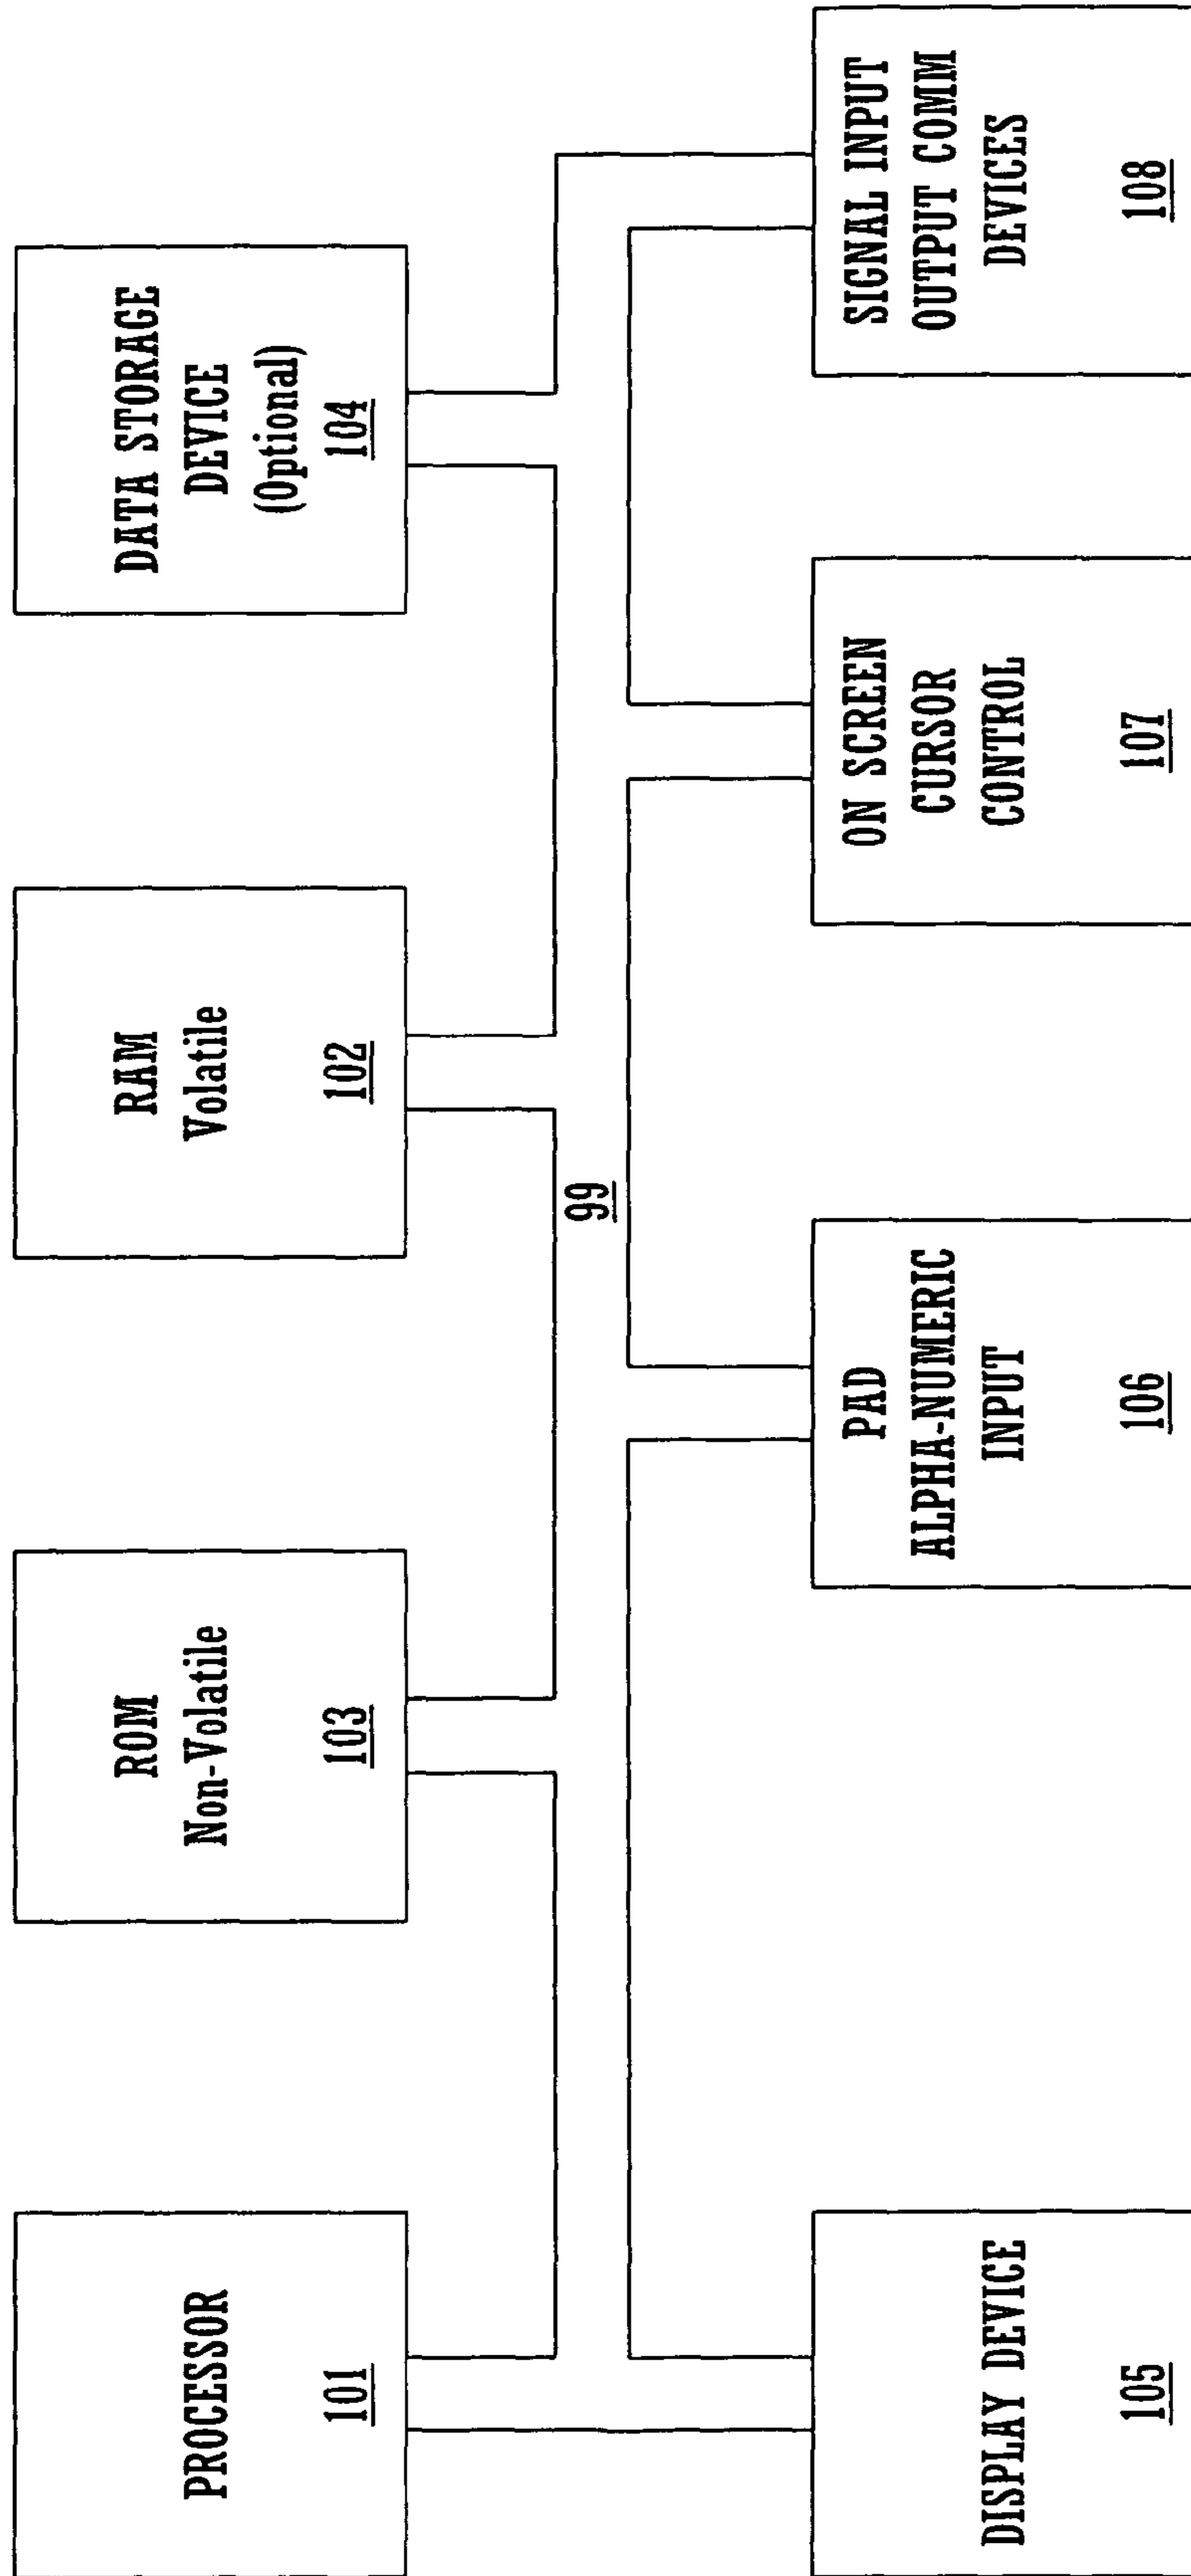 PROCESSOR
101
ROM
Non-Volatile
103
RAM
Volatile
102
DATA STORAGE
DEVICE
(Optional)
104
99
DISPLAY DEVICE
105
PAD
ALPHA-NUMERIC
INPUT
106
ON SCREEN
CURSOR
CONTROL
107
SIGNAL INPUT
OUTPUT COMM
DEVICES
108